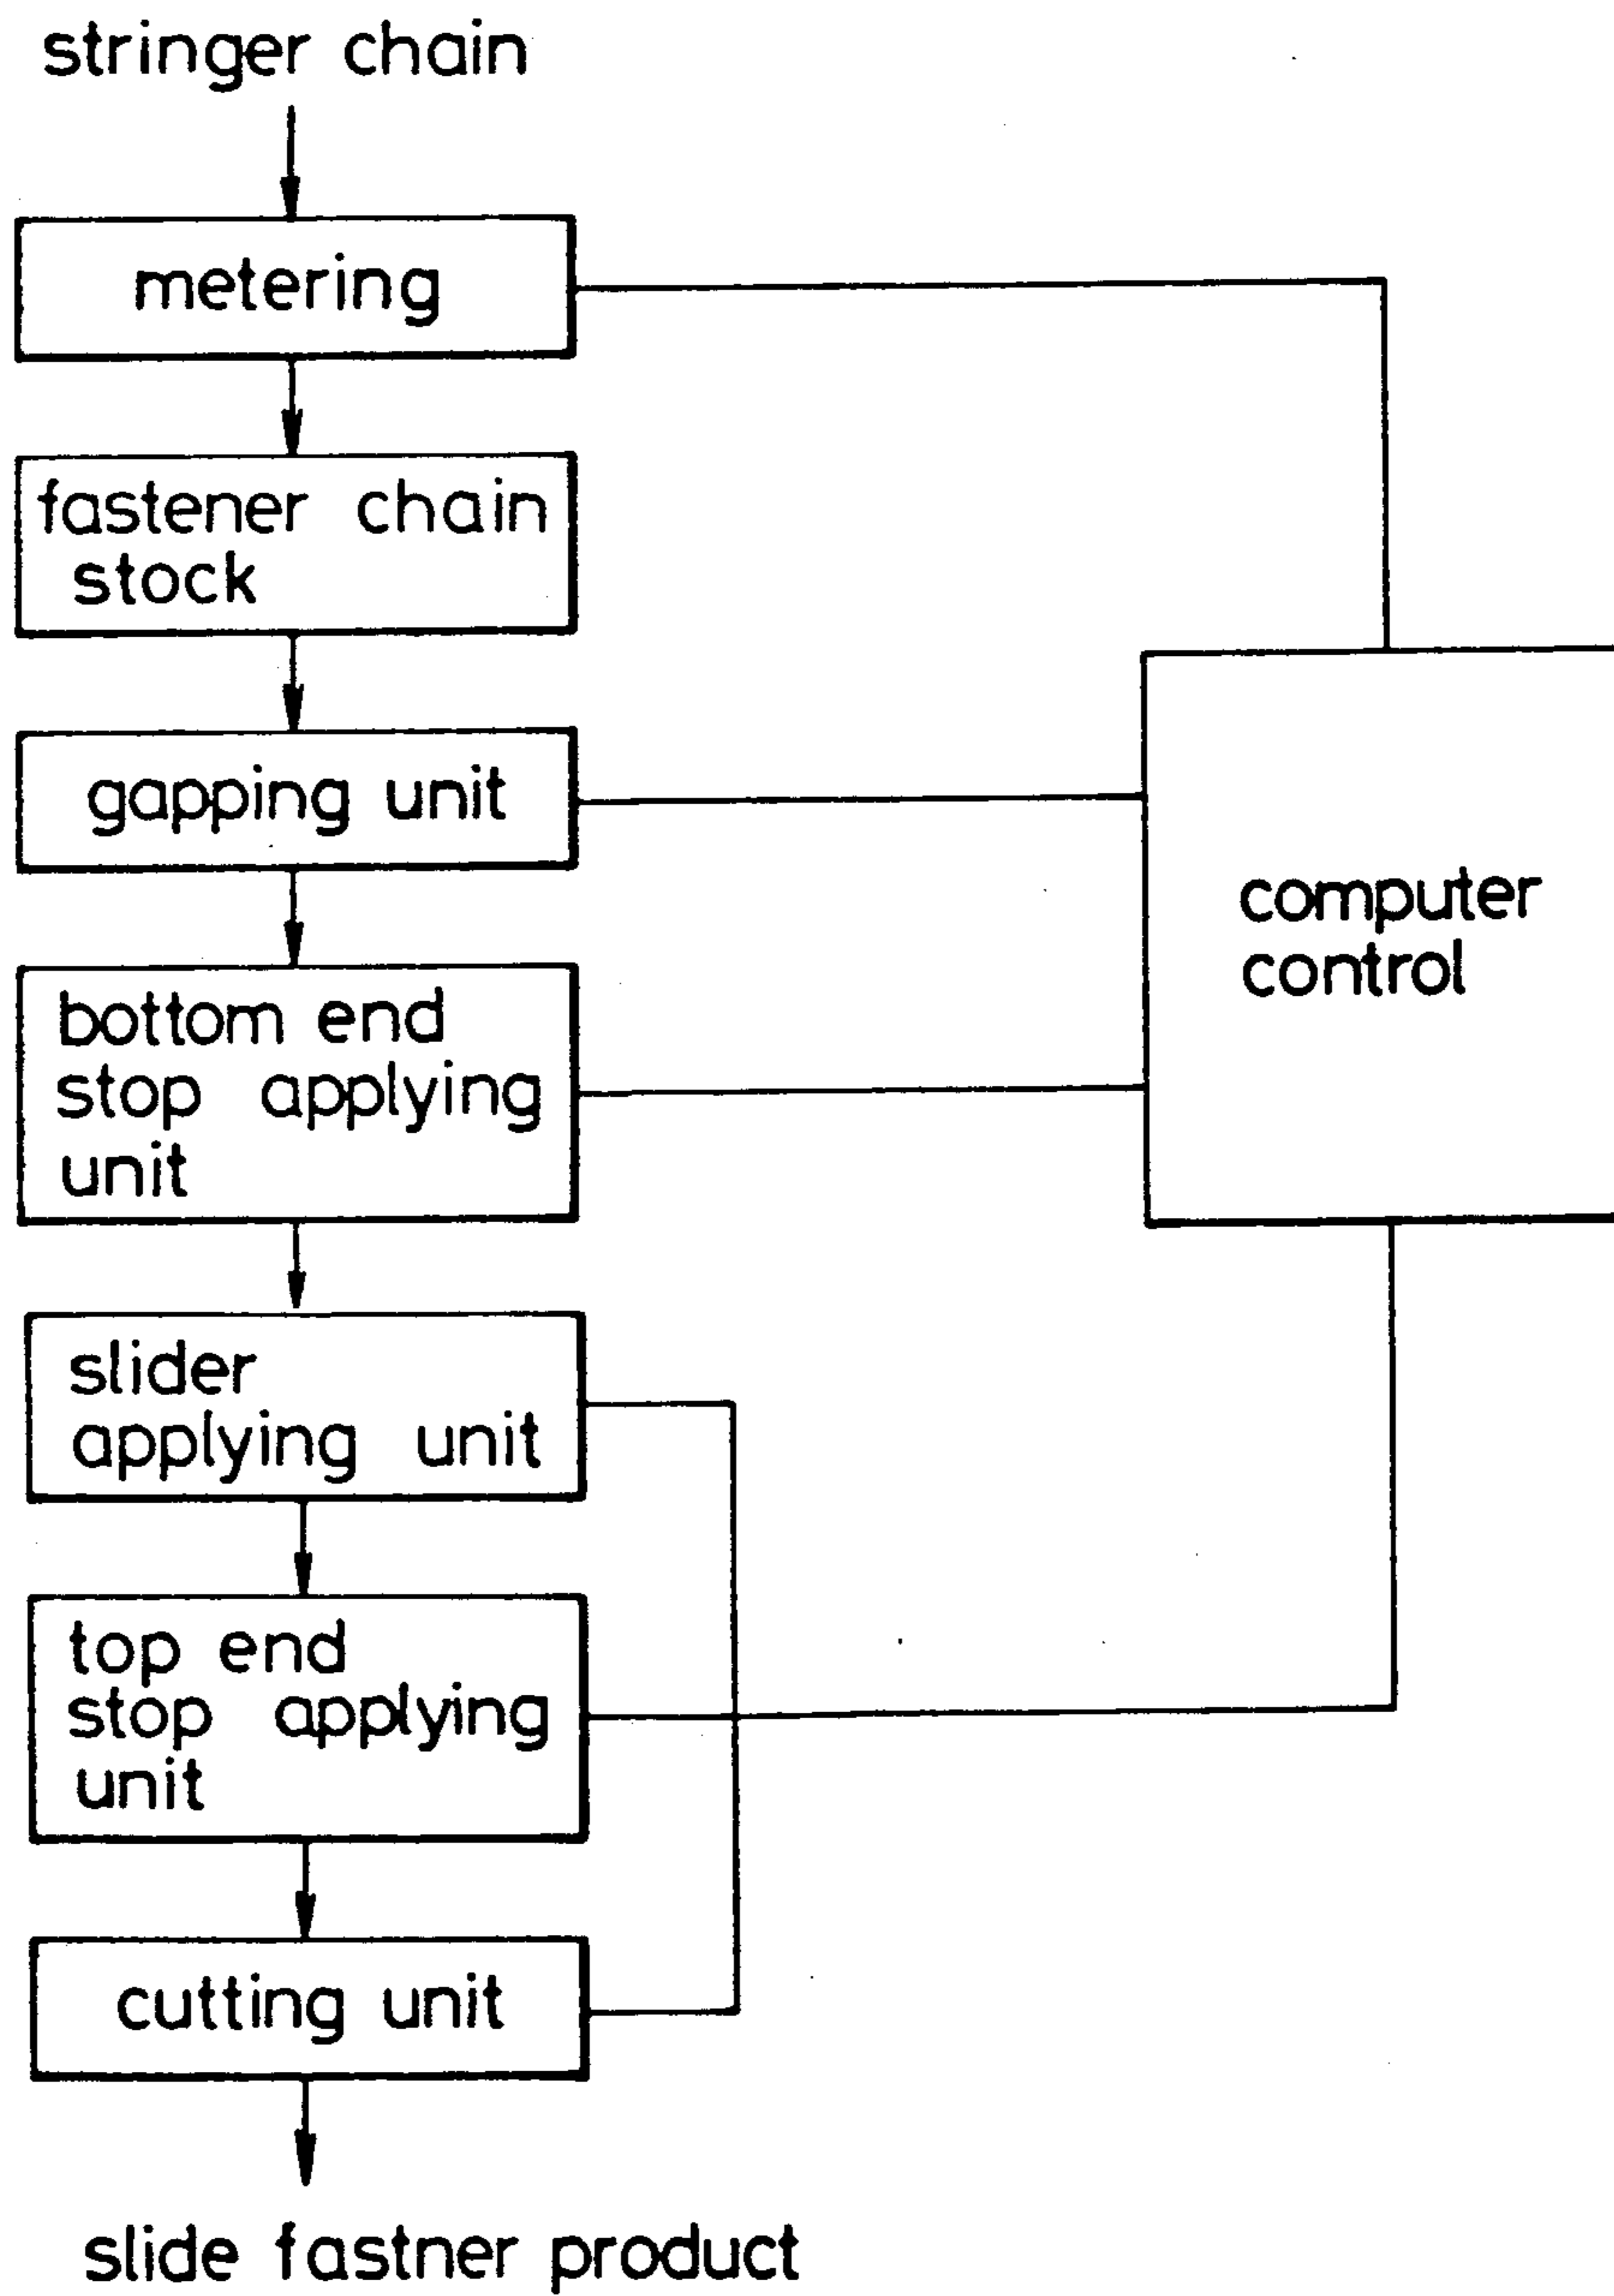 stringer chain
metering
fastener chain
stock
gapping unit
bottom end
stop applying
unit
slider
applying unit
top end
stop applying
unit
cutting unit
slide fastner product
computer
control